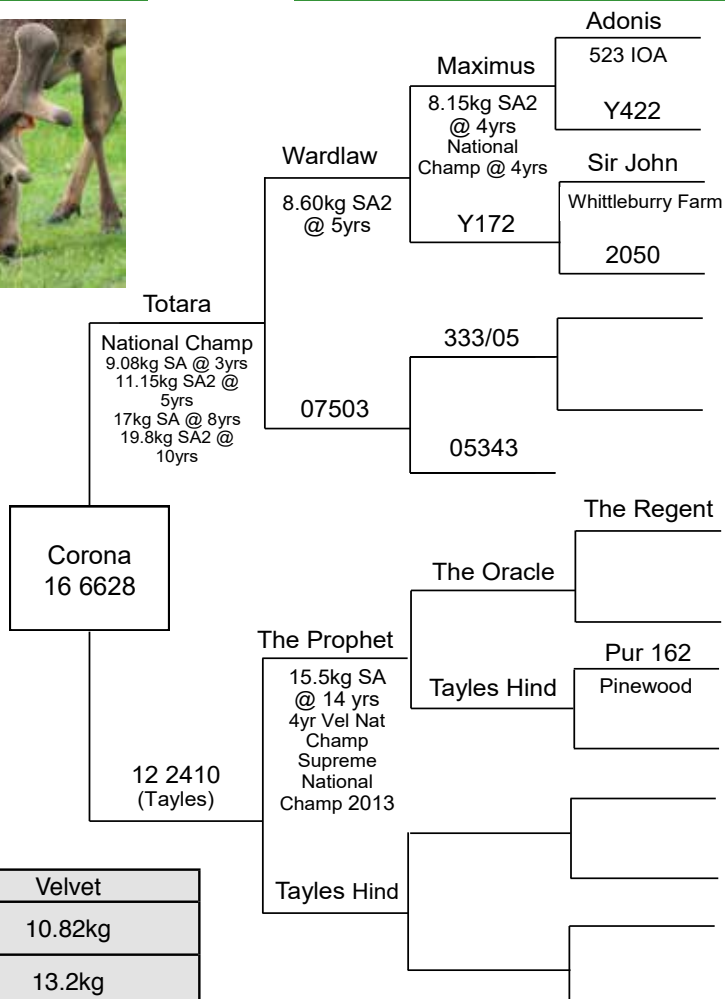 Adonis
523 IOA
Maximus
8.15kg SA2
@ 4yrs
National
Champ @ 4yrs
Y422
Wardlaw
8.60kg SA2
@ 5yrs
Sir John
Whittleburry Farm
Y172
2050
Totara
National Champ
9.08kg SA @ 3yrs
11.15kg SA2 @
5yrs
17kg SA @ 8yrs
19.8kg SA2 @
10yrs
333/05
07503
05343
Corona
16 6628
The Regent
The Oracle
The Prophet
15.5kg SA
@ 14 yrs
4yr Vel Nat
Champ
Supreme
National
Champ 2013
Pur 162
Pinewood
Tayles Hind
12 2410
(Tayles)
Tayles Hind
Velvet
10.82kg
13.2kg